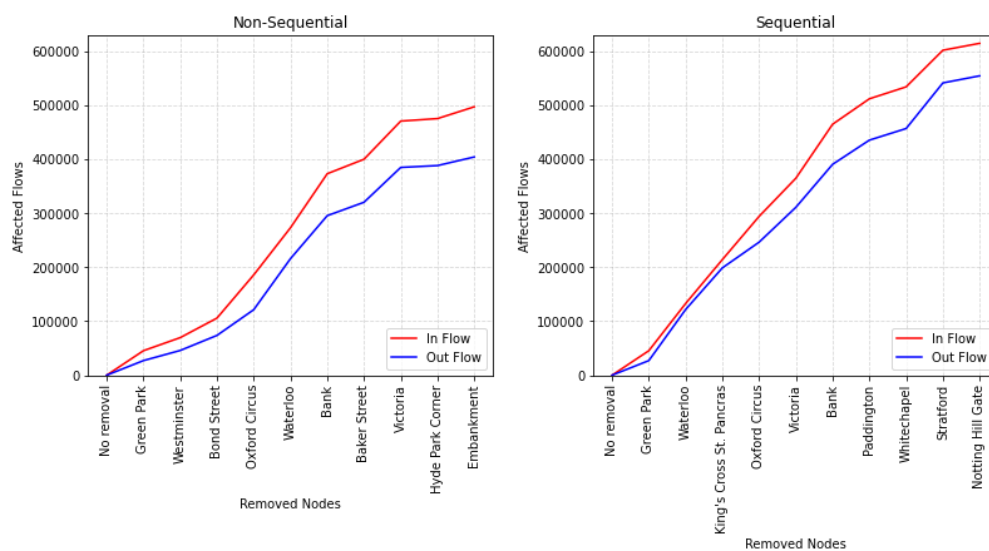 Non-Sequential
600000
500000
400000
300000
200000
100000
0
Affected Flows
In Flow
Out Flow
No removal
Green Park
Westminster
Bond Street
Oxford Circus
Waterloo
Bank
Baker Street
Victoria
Hyde Park Corner
Embankment
Removed Nodes
Sequential
600000
500000
400000
300000
200000
100000
0
Affected Flows
In Flow
Out Flow
No removal
Green Park
Waterloo
King's Cross St. Pancras
Oxford Circus
Victoria
Bank
Paddington
Whitechapel
Stratford
Notting Hill Gate
Removed Nodes